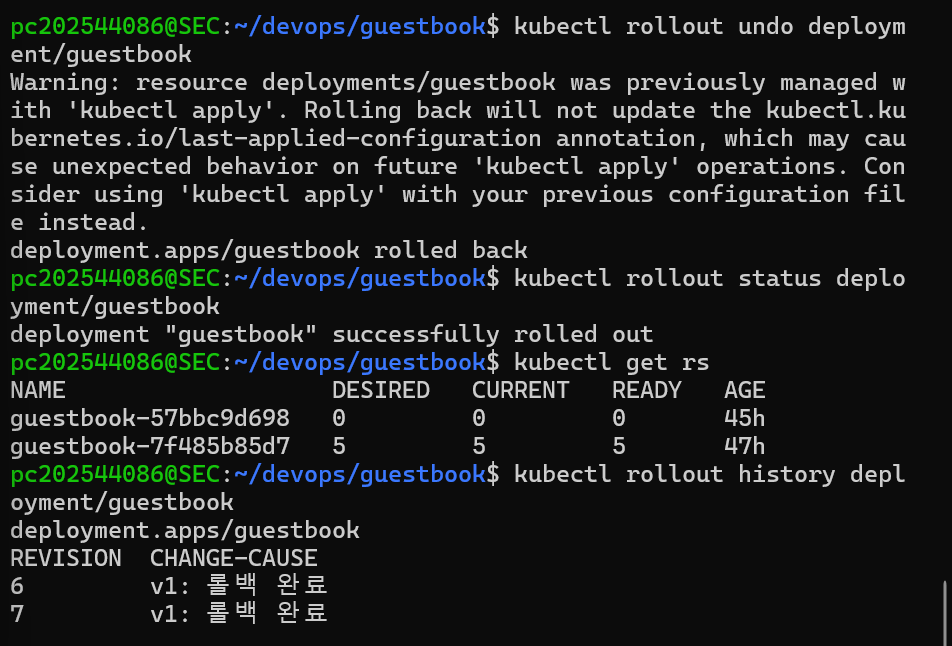 pc202544086@SEC:~/devops/guestbook$ kubectl rollout undo deploym
ent/guestbook
Warning: resource deployments/guestbook was previously managed w
ith 'kubectl apply'. Rolling back will not update the kubectl.ku
bernetes.io/last-applied-configuration annotation, which may cau
se unexpected behavior on future 'kubectl apply' operations. Con
sider using 'kubectl apply' with your previous configuration fil
e instead.
deployment.apps/guestbook rolled back
pc202544086@SEC:~/devops/guestbook$ kubectl rollout status deplo
yment/guestbook
deployment "guestbook" successfully rolled out
pc202544086@SEC:~/devops/guestbook$ kubectl get rs
NAME                   DESIRED   CURRENT   READY   AGE
guestbook-57bbc9d698   0         0         0       45h
guestbook-7f485b85d7   5         5         5       47h
pc202544086@SEC:~/devops/guestbook$ kubectl rollout history depl
oyment/guestbook
deployment.apps/guestbook
REVISION  CHANGE-CAUSE
6         v1: 롤백 완료
7         v1: 롤백 완료